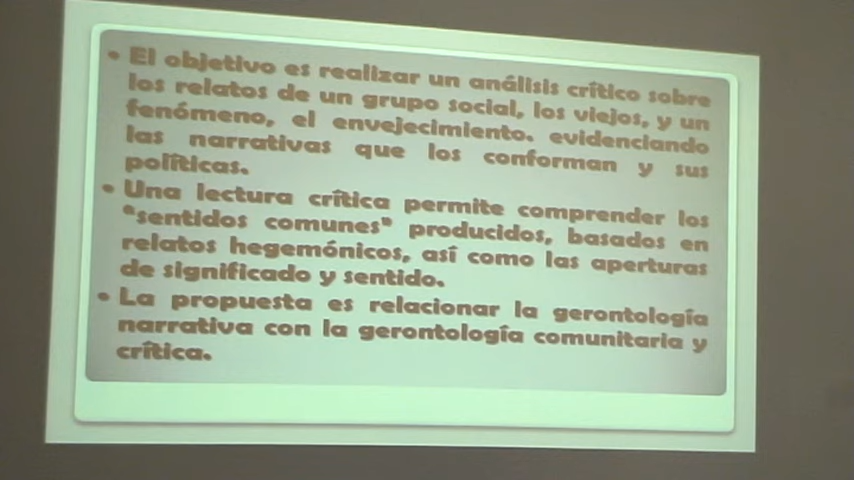 • El objetivo es realizar un análisis crítico sobre
los relatos de un grupo social, los viejos, y un
fenómeno, el envejecimiento. evidenciando
las narrativas que los conforman y sus
políticas.
• Una lectura crítica permite comprender los
"sentidos comunes" producidos, basados en
relatos hegemónicos, así como las aperturas
de significado y sentido.
• La propuesta es relacionar la gerontología
narrativa con la gerontología comunitaria y
crítica.